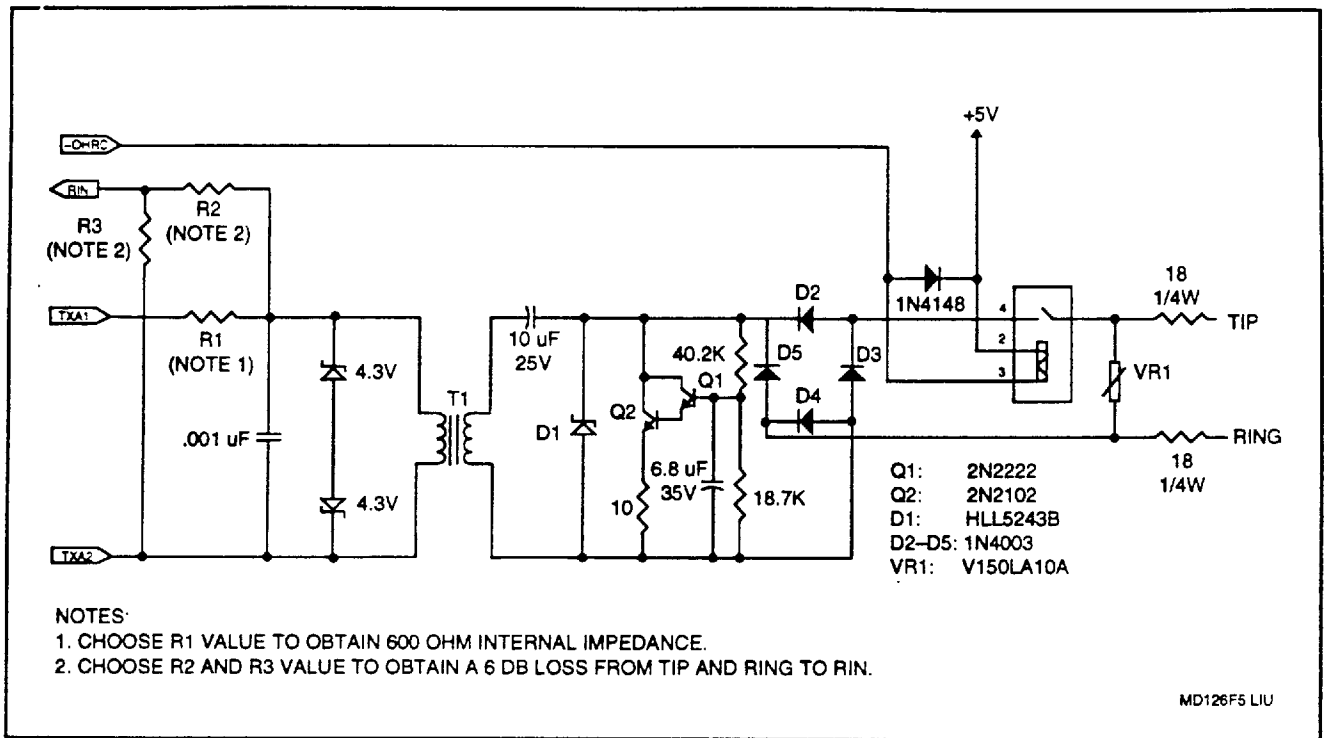 +5V
~OHRC
RIN
R2
(NOTE 2)
R3
(NOTE 2)
TXA1
R1
(NOTE 1)
4.3V
.001 uF
4.3V
TXA2
T1
10 uF
25V
D1
Q2
Q1
40.2K
6.8 uF
35V
10
18.7K
D2
D5
D3
D4
1N4148
4
2
3
18
1/4W
TIP
VR1
RING
18
1/4W
Q1: 2N2222
Q2: 2N2102
D1: HLL5243B
D2–D5: 1N4003
VR1: V150LA10A
NOTES:
1. CHOOSE R1 VALUE TO OBTAIN 600 OHM INTERNAL IMPEDANCE.
2. CHOOSE R2 AND R3 VALUE TO OBTAIN A 6 DB LOSS FROM TIP AND RING TO RIN.
MD126F5 LIU